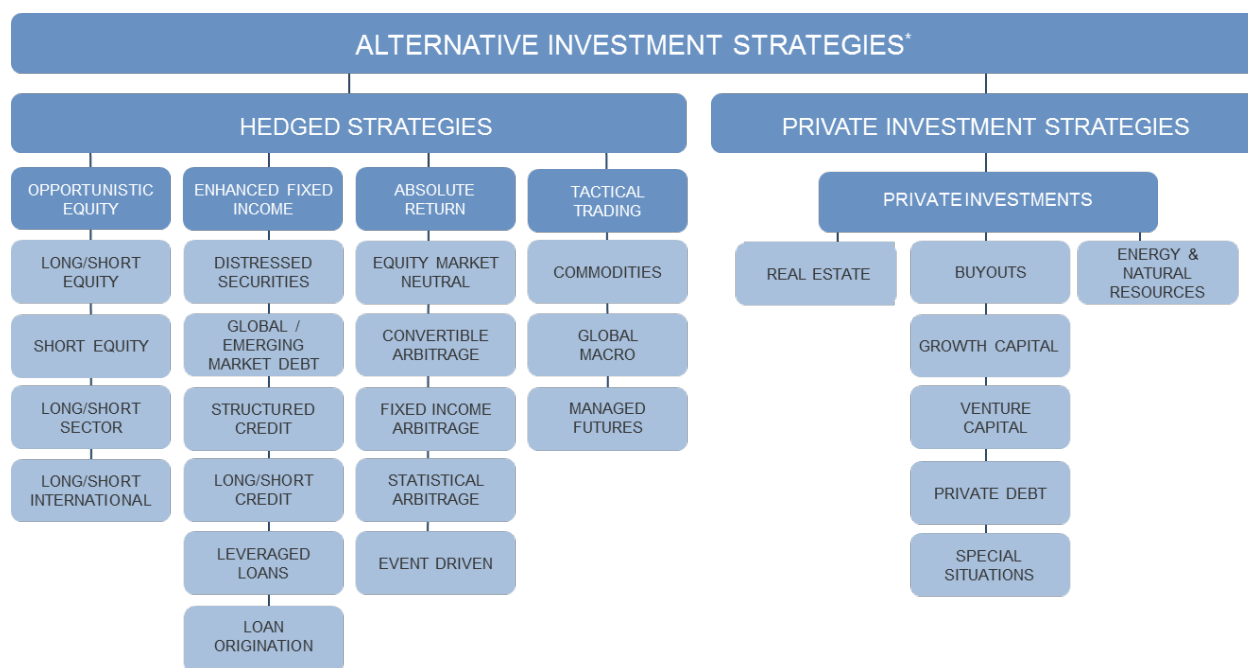 ALTERNATIVE INVESTMENT STRATEGIES*
HEDGED STRATEGIES
PRIVATE INVESTMENT STRATEGIES
OPPORTUNISTIC
EQUITY
ENHANCED FIXED
INCOME
ABSOLUTE
RETURN
TACTICAL
TRADING
PRIVATE INVESTMENTS
LONG/SHORT
EQUITY
SHORT EQUITY
LONG/SHORT
SECTOR
LONG/SHORT
INTERNATIONAL
DISTRESSED
SECURITIES
GLOBAL /
EMERGING
MARKET DEBT
STRUCTURED
CREDIT
LONG/SHORT
CREDIT
LEVERAGED
LOANS
LOAN
ORIGINATION
EQUITY MARKET
NEUTRAL
CONVERTIBLE
ARBITRAGE
FIXED INCOME
ARBITRAGE
STATISTICAL
ARBITRAGE
EVENT DRIVEN
COMMODITIES
GLOBAL
MACRO
MANAGED
FUTURES
REAL ESTATE
BUYOUTS
GROWTH CAPITAL
VENTURE
CAPITAL
PRIVATE DEBT
SPECIAL
SITUATIONS
ENERGY &
NATURAL
RESOURCES